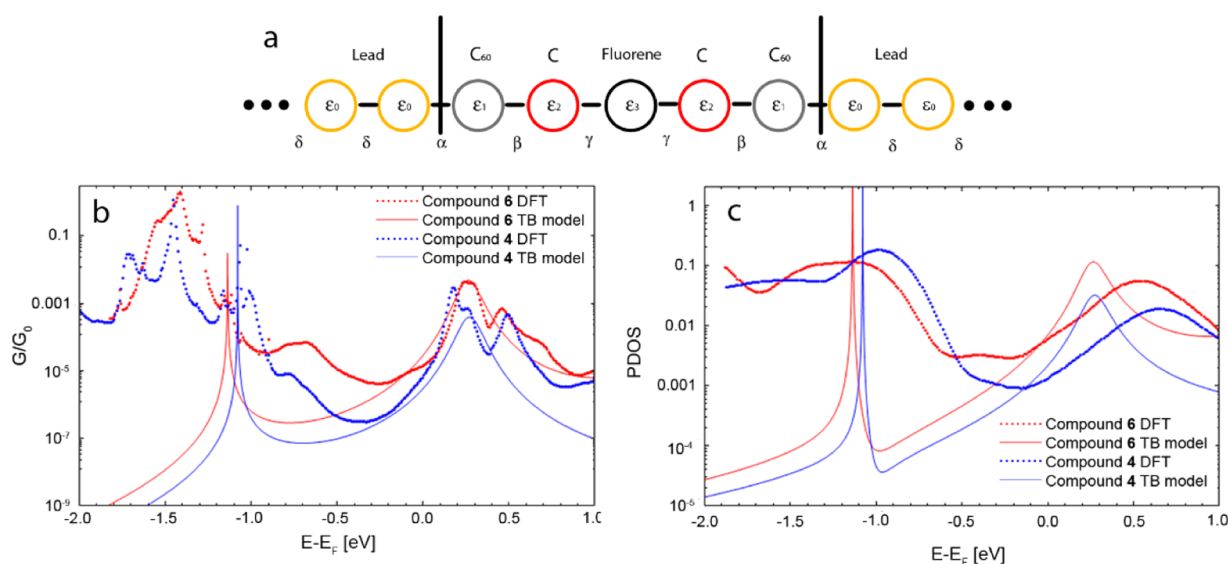 a
Lead C₆₀ C Fluorene C C₆₀ Lead
ε₀ ε₀ ε₁ ε₂ ε₃ ε₂ ε₁ ε₀ ε₀
δ δ α β γ γ β α δ δ
b
Compound 6 DFT
Compound 6 TB model
Compound 4 DFT
Compound 4 TB model
G/G₀
0.1
0.001
10⁻⁵
10⁻⁷
10⁻⁹
-2.0 -1.5 -1.0 -0.5 0.0 0.5 1.0
E-E_F [eV]
c
PDOS
1
0.1
0.01
0.001
10⁻⁴
10⁻⁵
Compound 6 DFT
Compound 6 TB model
Compound 4 DFT
Compound 4 TB model
-2.0 -1.5 -1.0 -0.5 0.0 0.5 1.0
E-E_F [eV]